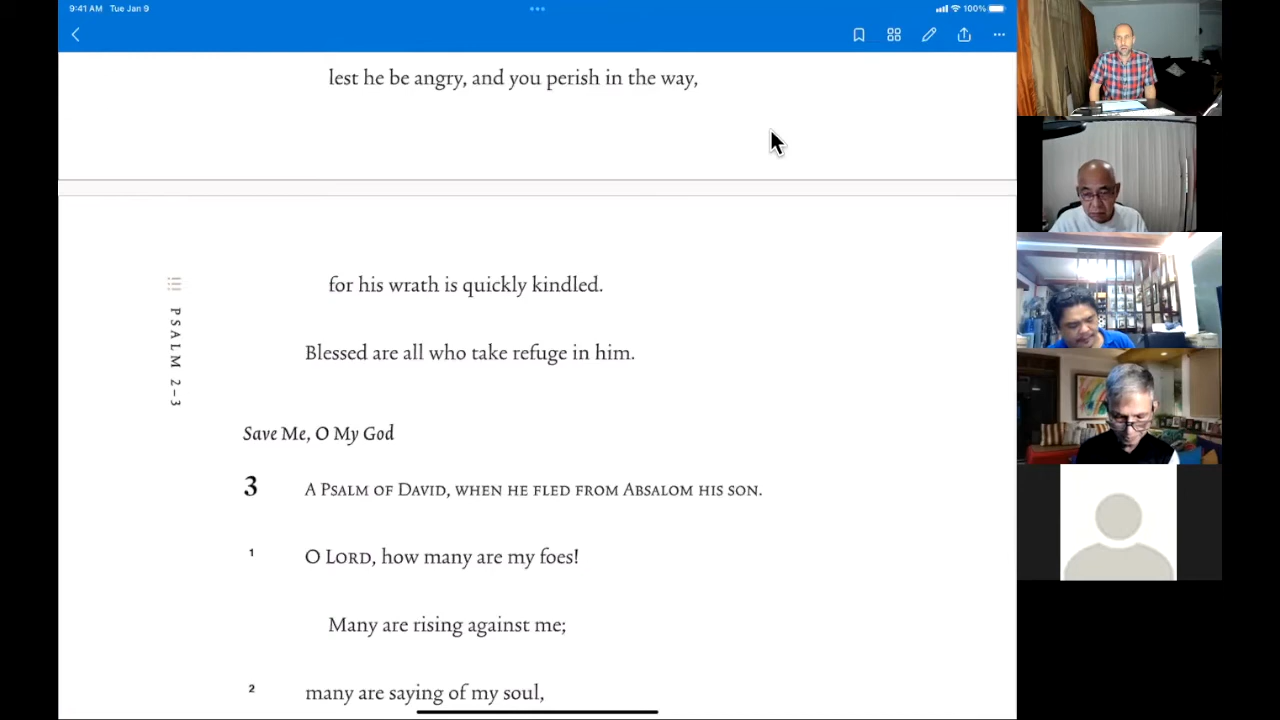 9:41 AM Tue Jan 9
100%
lest he be angry, and you perish in the way,
for his wrath is quickly kindled.
PSALM 2–3
Blessed are all who take refuge in him.
Save Me, O My God
3 A PSALM OF DAVID, WHEN HE FLED FROM ABSALOM HIS SON.
1 O LORD, how many are my foes!
Many are rising against me;
2 many are saying of my soul,